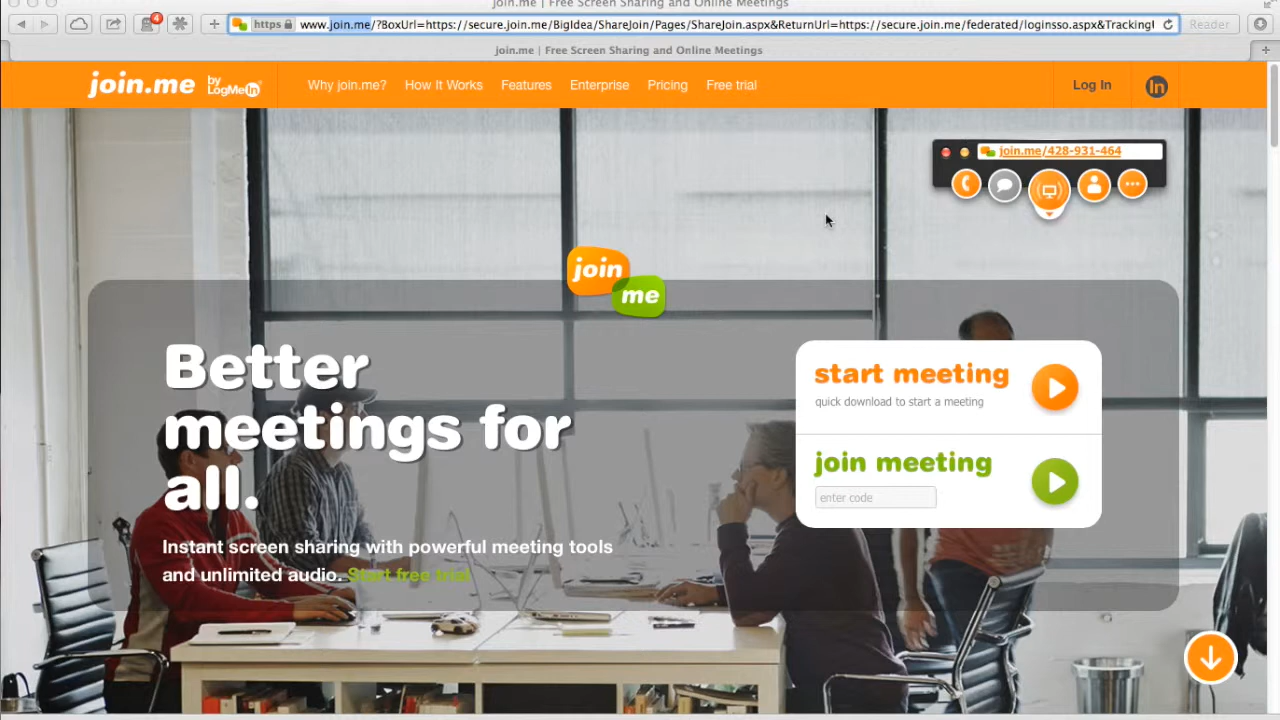 join.me | Free Screen Sharing and Online Meetings
4
https www.join.me/?BoxUrl=https://secure.join.me/BigIdea/ShareJoin/Pages/ShareJoin.aspx&ReturnUrl=https://secure.join.me/federated/loginsso.aspx&Tracking
Reader
join.me | Free Screen Sharing and Online Meetings
join.me by LogMeIn
Why join.me? How It Works Features Enterprise Pricing Free trial Log In In
join.me/428-931-464
join
me
Better
meetings for
all.
Instant screen sharing with powerful meeting tools
and unlimited audio. Start free trial
start meeting
quick download to start a meeting
join meeting
enter code